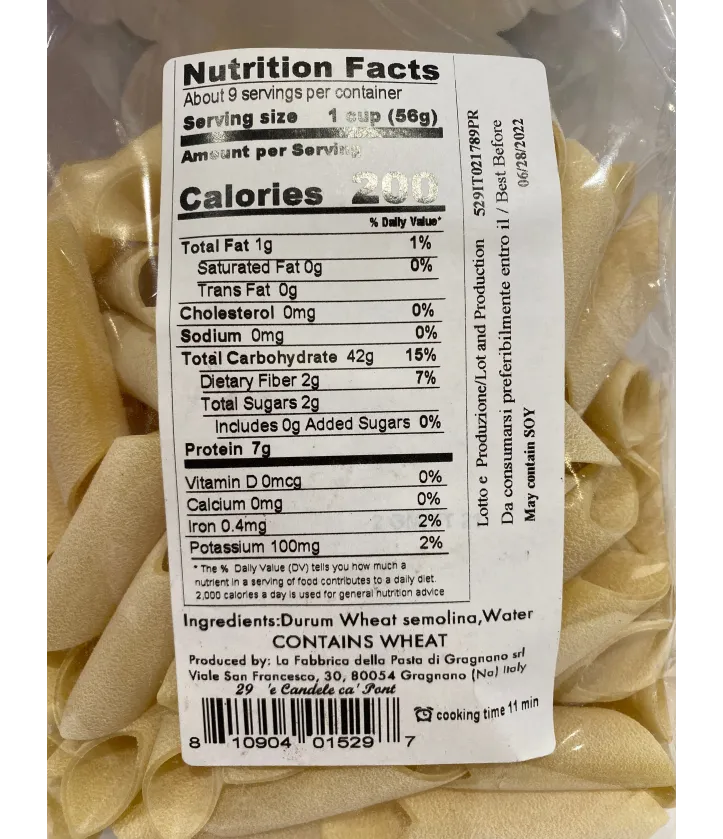 Nutrition Facts
About 9 servings per container
Serving size 1 cup (56g)
Amount per Serving
Calories 200
% Daily Value*
Total Fat 1g 1%
Saturated Fat 0g 0%
Trans Fat 0g
Cholesterol 0mg 0%
Sodium 0mg 0%
Total Carbohydrate 42g 15%
Dietary Fiber 2g 7%
Total Sugars 2g
Includes 0g Added Sugars 0%
Protein 7g
Vitamin D 0mcg 0%
Calcium 0mg 0%
Iron 0.4mg 2%
Potassium 100mg 2%
* The % Daily Value (DV) tells you how much a
nutrient in a serving of food contributes to a daily diet.
2,000 calories a day is used for general nutrition advice
Ingredients:Durum Wheat semolina,Water
CONTAINS WHEAT
Produced by: La Fabbrica della Pasta di Gragnano srl
Viale San Francesco, 30, 80054 Gragnano (Na) Italy
29 'e Candele ca' Pont
8 10904 01529 7
cooking time 11 min
Lotto e Produzione/Lot and Production 529IT021789PR
Da consumarsi preferibilmente entro il / Best Before
06/28/2022
May contain SOY